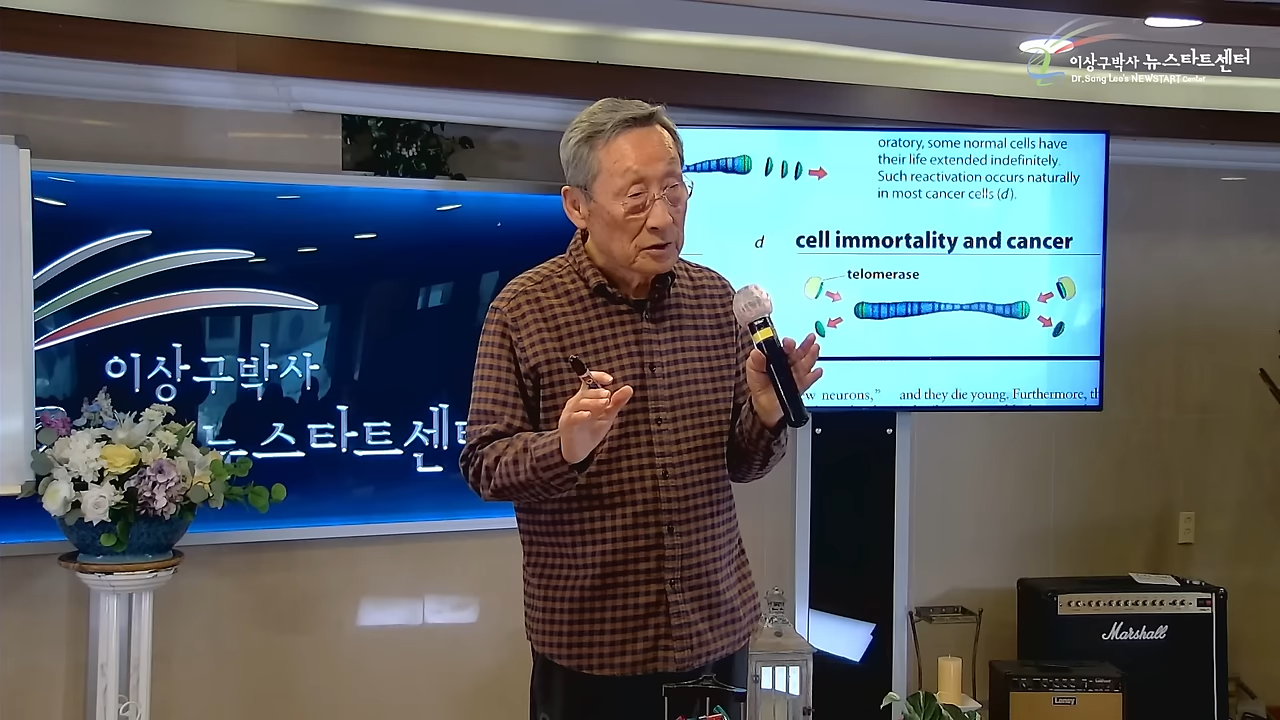 이상구박사 뉴스타트센터
Dr. Sang Lee's NEWSTART Center
oratory, some normal cells have
their life extended indefinitely.
Such reactivation occurs naturally
in most cancer cells (d).
d cell immortality and cancer
telomerase
neurons," and they die young. Furthermore,
이상구박사
뉴스타트센
Marshall
Laney